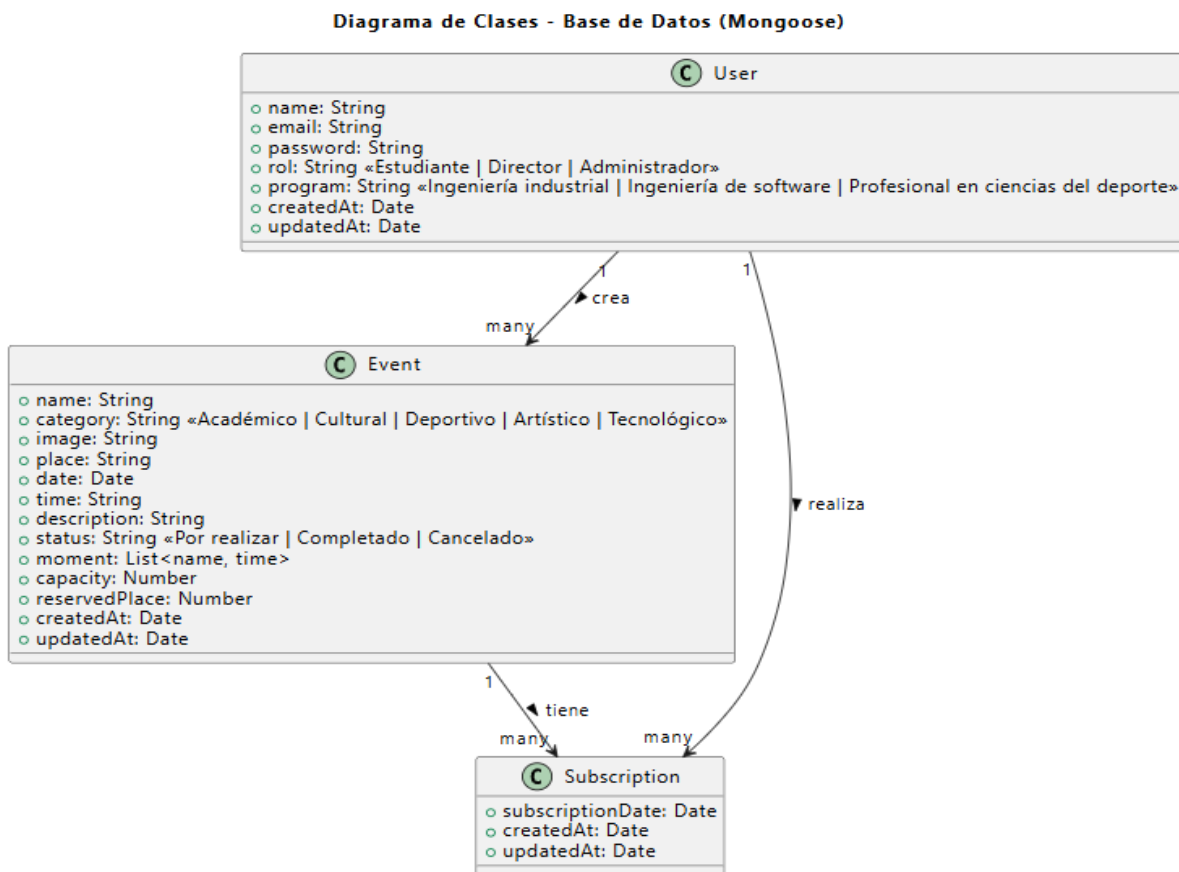 Diagrama de Clases - Base de Datos (Mongoose)
C User
name: String
email: String
password: String
rol: String «Estudiante | Director | Administrador»
program: String «Ingeniería industrial | Ingeniería de software | Profesional en ciencias del deporte»
createdAt: Date
updatedAt: Date
1
1
crea
many
C Event
name: String
category: String «Académico | Cultural | Deportivo | Artístico | Tecnológico»
image: String
place: String
date: Date
time: String
description: String
status: String «Por realizar | Completado | Cancelado»
moment: List<name, time>
capacity: Number
reservedPlace: Number
createdAt: Date
updatedAt: Date
realiza
1
tiene
many
many
C Subscription
subscriptionDate: Date
createdAt: Date
updatedAt: Date